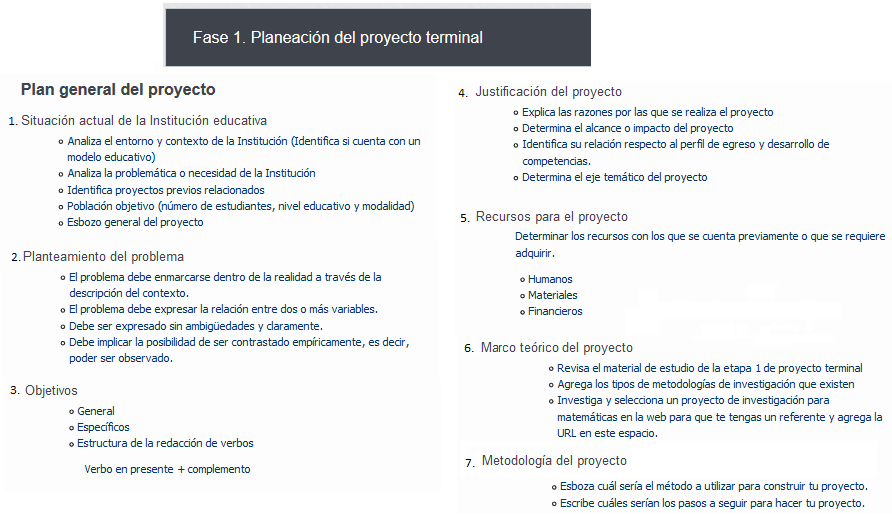 Fase 1. Planeación del proyecto terminal
Plan general del proyecto
1. Situación actual de la Institución educativa
Analiza el entorno y contexto de la Institución (Identifica si cuenta con un
modelo educativo)
Analiza la problemática o necesidad de la Institución
Identifica proyectos previos relacionados
Población objetivo (número de estudiantes, nivel educativo y modalidad)
Esbozo general del proyecto
2. Planteamiento del problema
El problema debe enmarcarse dentro de la realidad a través de la
descripción del contexto.
El problema debe expresar la relación entre dos o más variables.
Debe ser expresado sin ambigüedades y claramente.
Debe implicar la posibilidad de ser contrastado empíricamente, es decir,
poder ser observado.
3. Objetivos
General
Específicos
Estructura de la redacción de verbos
Verbo en presente + complemento
4. Justificación del proyecto
Explica las razones por las que se realiza el proyecto
Determina el alcance o impacto del proyecto
Identifica su relación respecto al perfil de egreso y desarrollo de
competencias.
Determina el eje temático del proyecto
5. Recursos para el proyecto
Determinar los recursos con los que se cuenta previamente o que se requiere
adquirir.
Humanos
Materiales
Financieros
6. Marco teórico del proyecto
Revisa el material de estudio de la etapa 1 de proyecto terminal
Agrega los tipos de metodologías de investigación que existen
Investiga y selecciona un proyecto de investigación para
matemáticas en la web para que te tengas un referente y agrega la
URL en este espacio.
7. Metodología del proyecto
Esboza cuál sería el método a utilizar para construir tu proyecto.
Escribe cuáles serían los pasos a seguir para hacer tu proyecto.